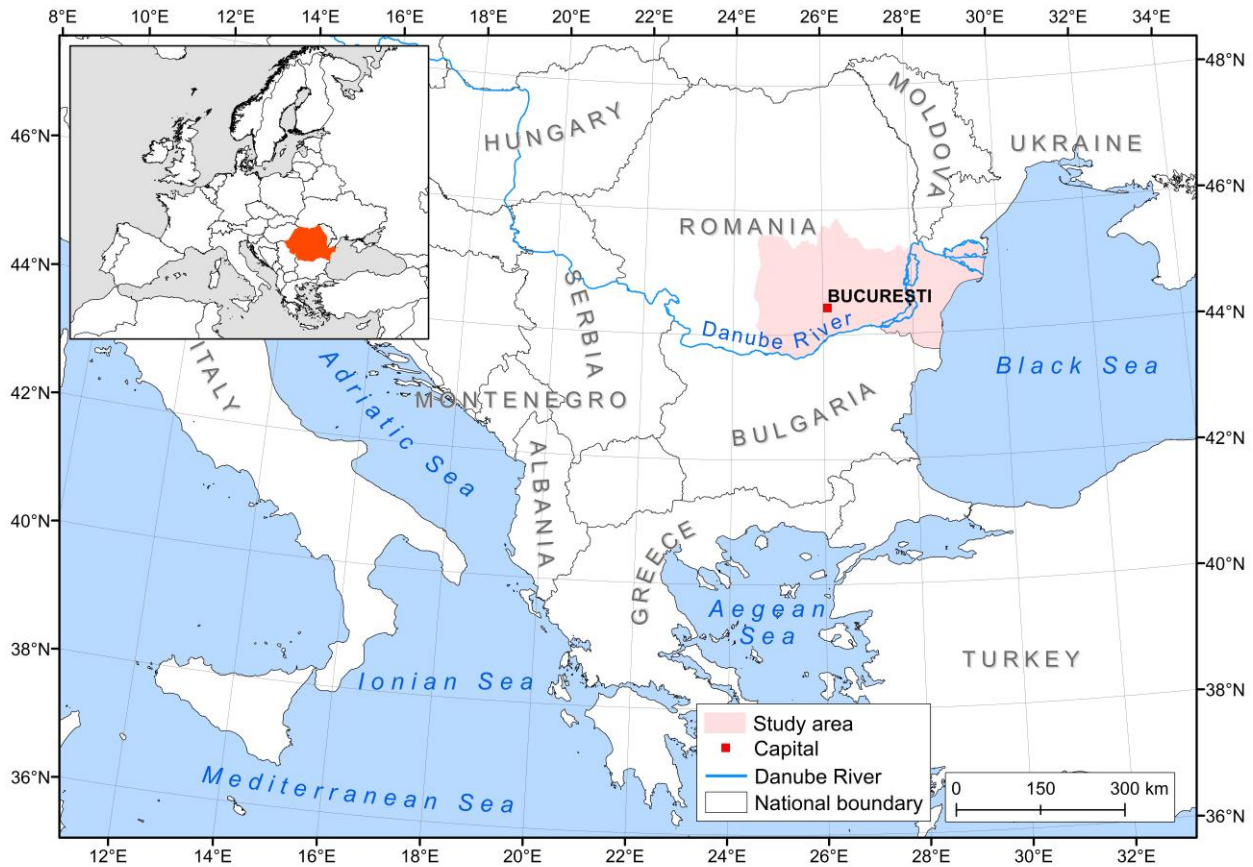 8°E 10°E 12°E 14°E 16°E 18°E 20°E 22°E 24°E 26°E 28°E 30°E 32°E 34°E
48°N
46°N
MOLDOVA
HUNGARY
UKRAINE
46°N
ROMANIA
44°N
SERBIA
BUCUREȘTI
44°N
Danube River
ITALY
Adriatic Sea
Black Sea
42°N
MONTENEGRO
BULGARIA
42°N
ALBANIA
40°N
GREECE
40°N
Aegean
Sea
TURKEY
38°N
Ionian Sea
38°N
Study area
Capital
Danube River
National boundary
0 150 300 km
36°N
Mediterranean Sea
36°N
12°E 14°E 16°E 18°E 20°E 22°E 24°E 26°E 28°E 30°E 32°E